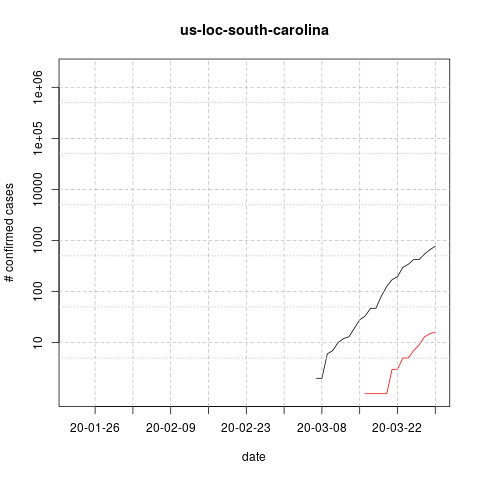 us-loc-south-carolina
# confirmed cases
1e+06
1e+05
10000
1000
100
10
20-01-26 20-02-09 20-02-23 20-03-08 20-03-22
date